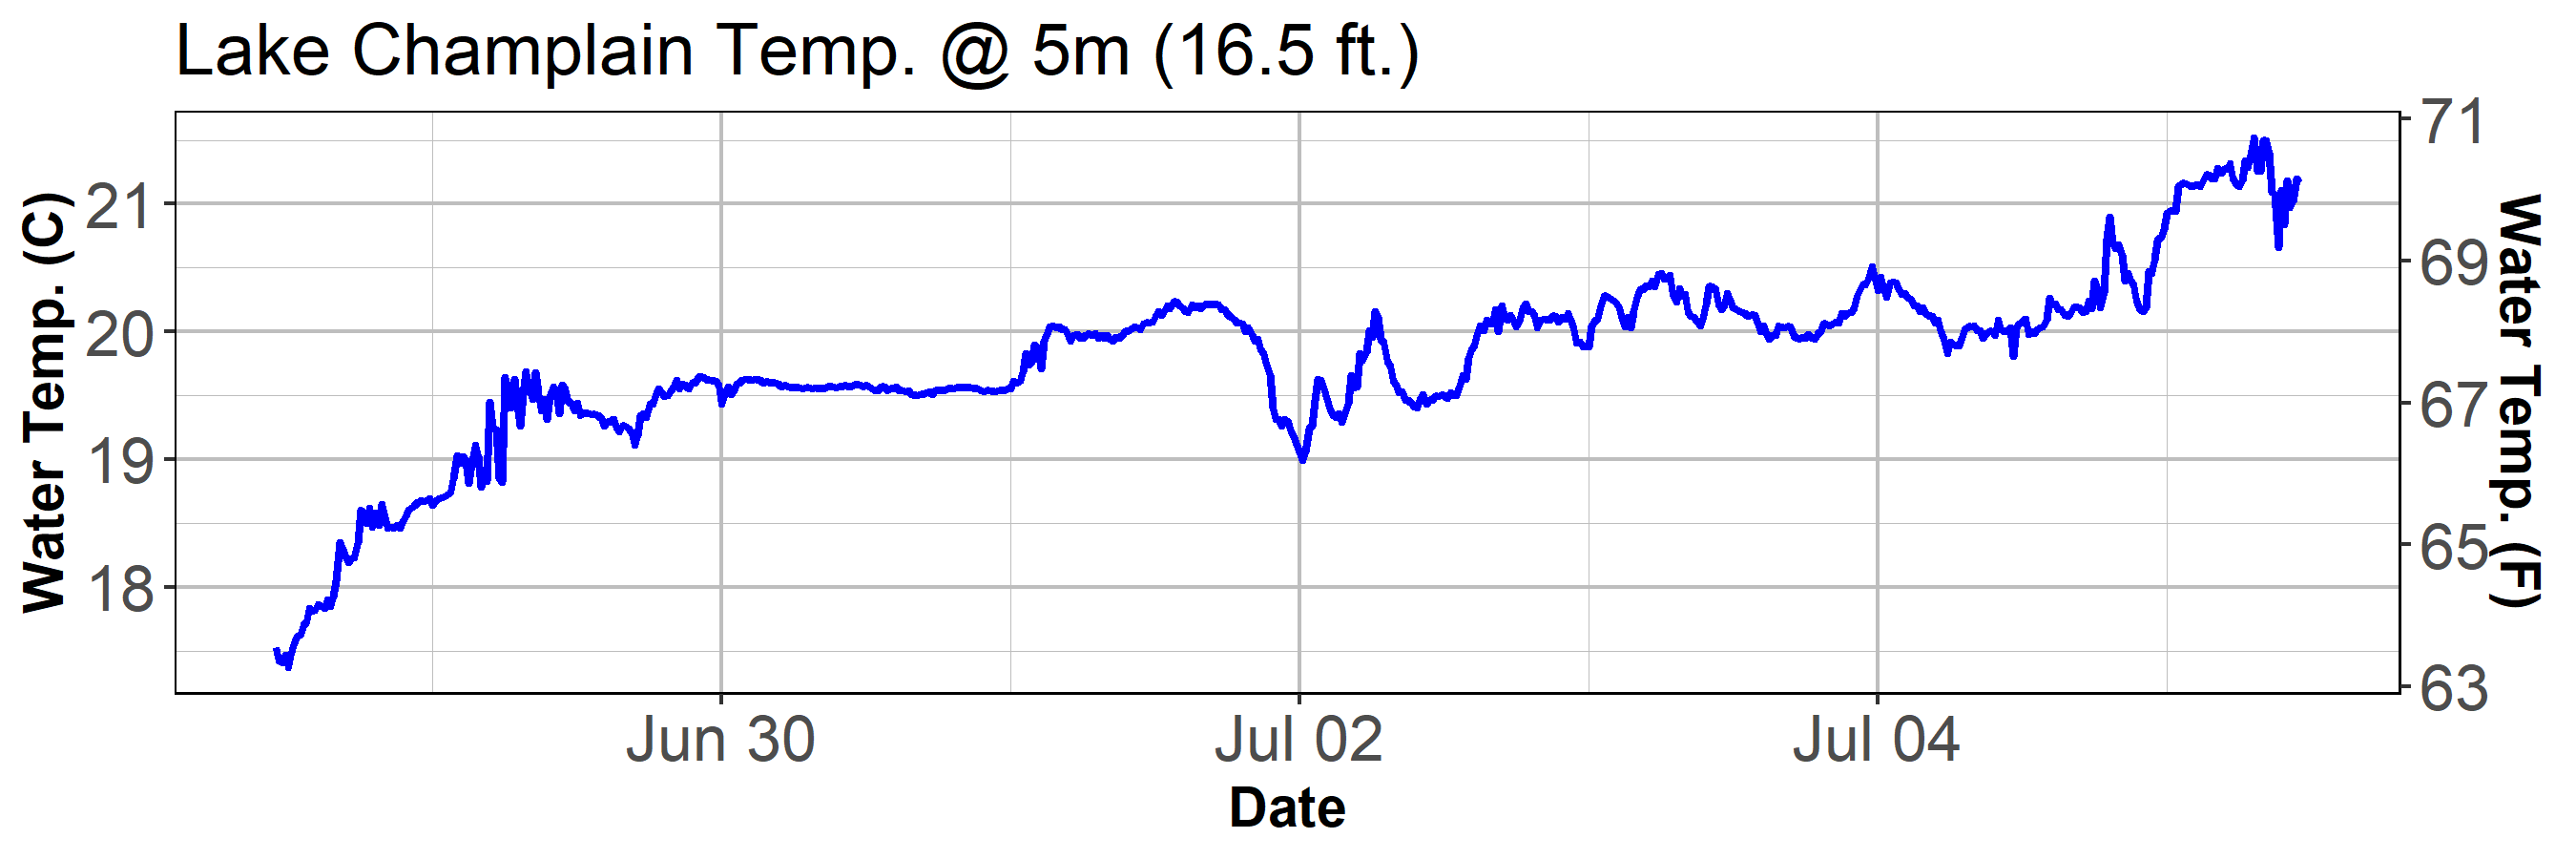 Lake Champlain Temp. @ 5m (16.5 ft.)
Water Temp. (C)
21
20
19
18
71
69
67
65
63
Water Temp. (F)
Jun 30
Jul 02
Jul 04
Date